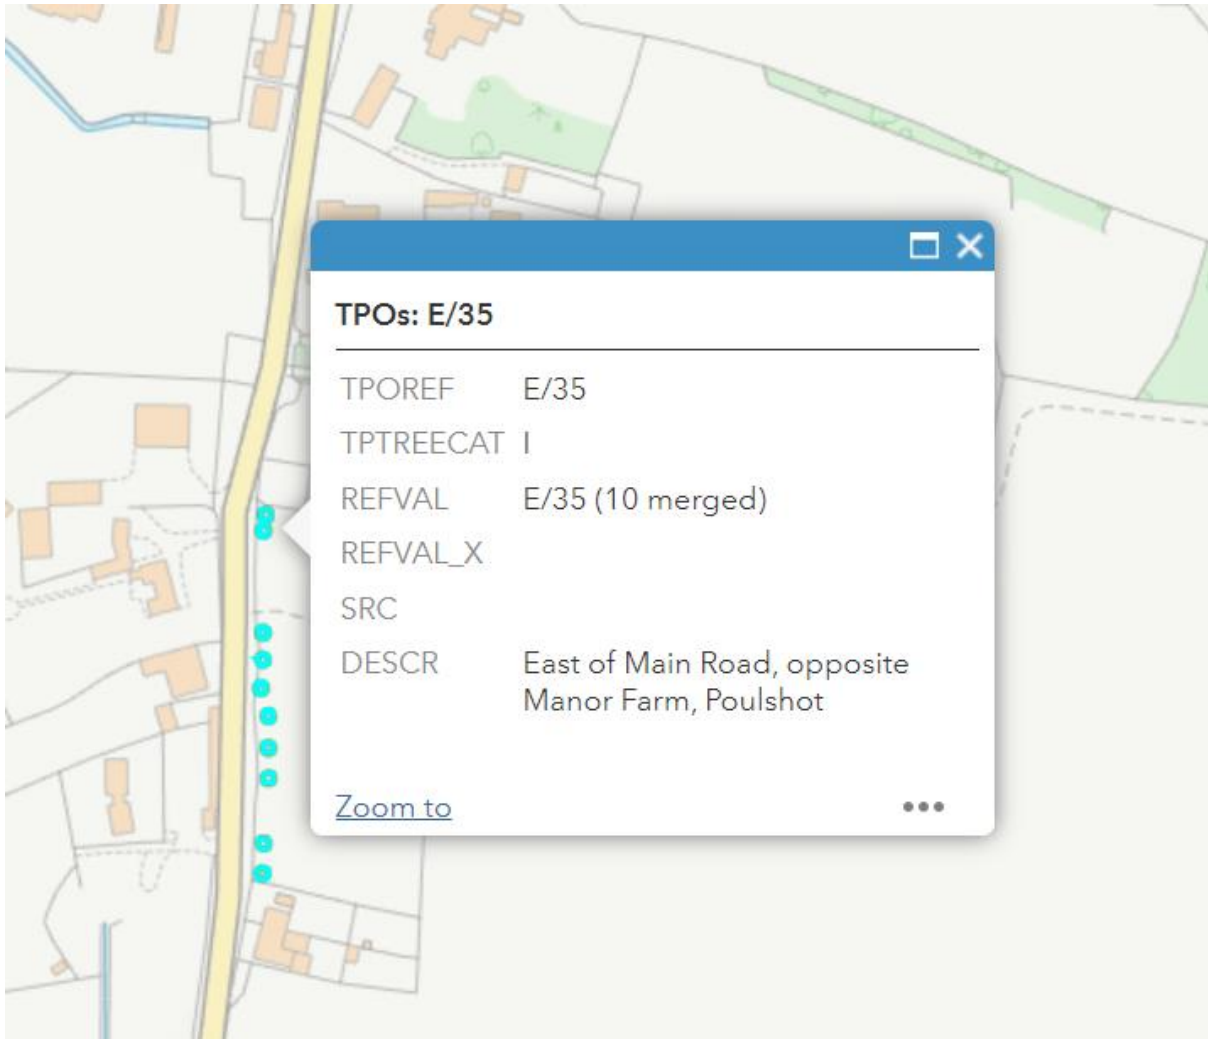 TPOs: E/35
TPOREF E/35
TPTREECAT I
REFVAL E/35 (10 merged)
REFVAL_X
SRC
DESCR East of Main Road, opposite
Manor Farm, Poulshot
Zoom to